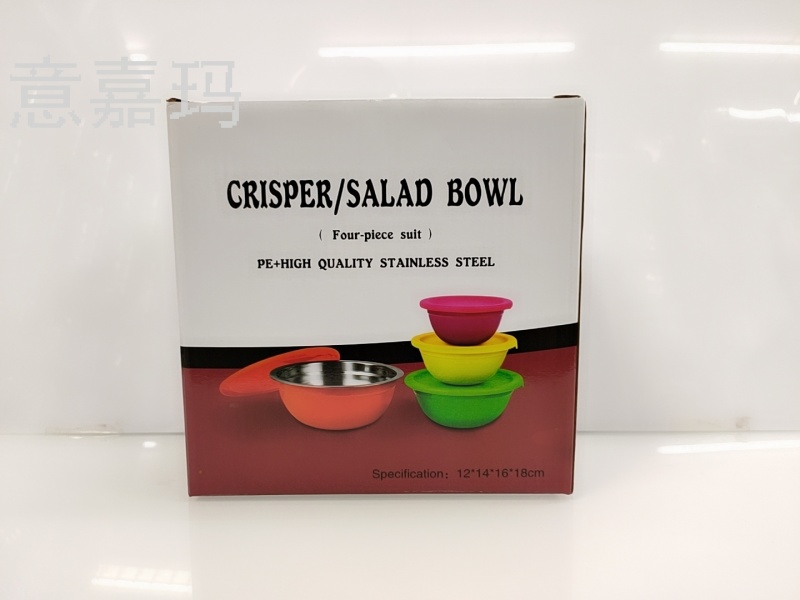 意嘉玛
CRISPER/SALAD BOWL
( Four-piece suit )
PE+HIGH QUALITY STAINLESS STEEL
Specification: 12*14*16*18cm